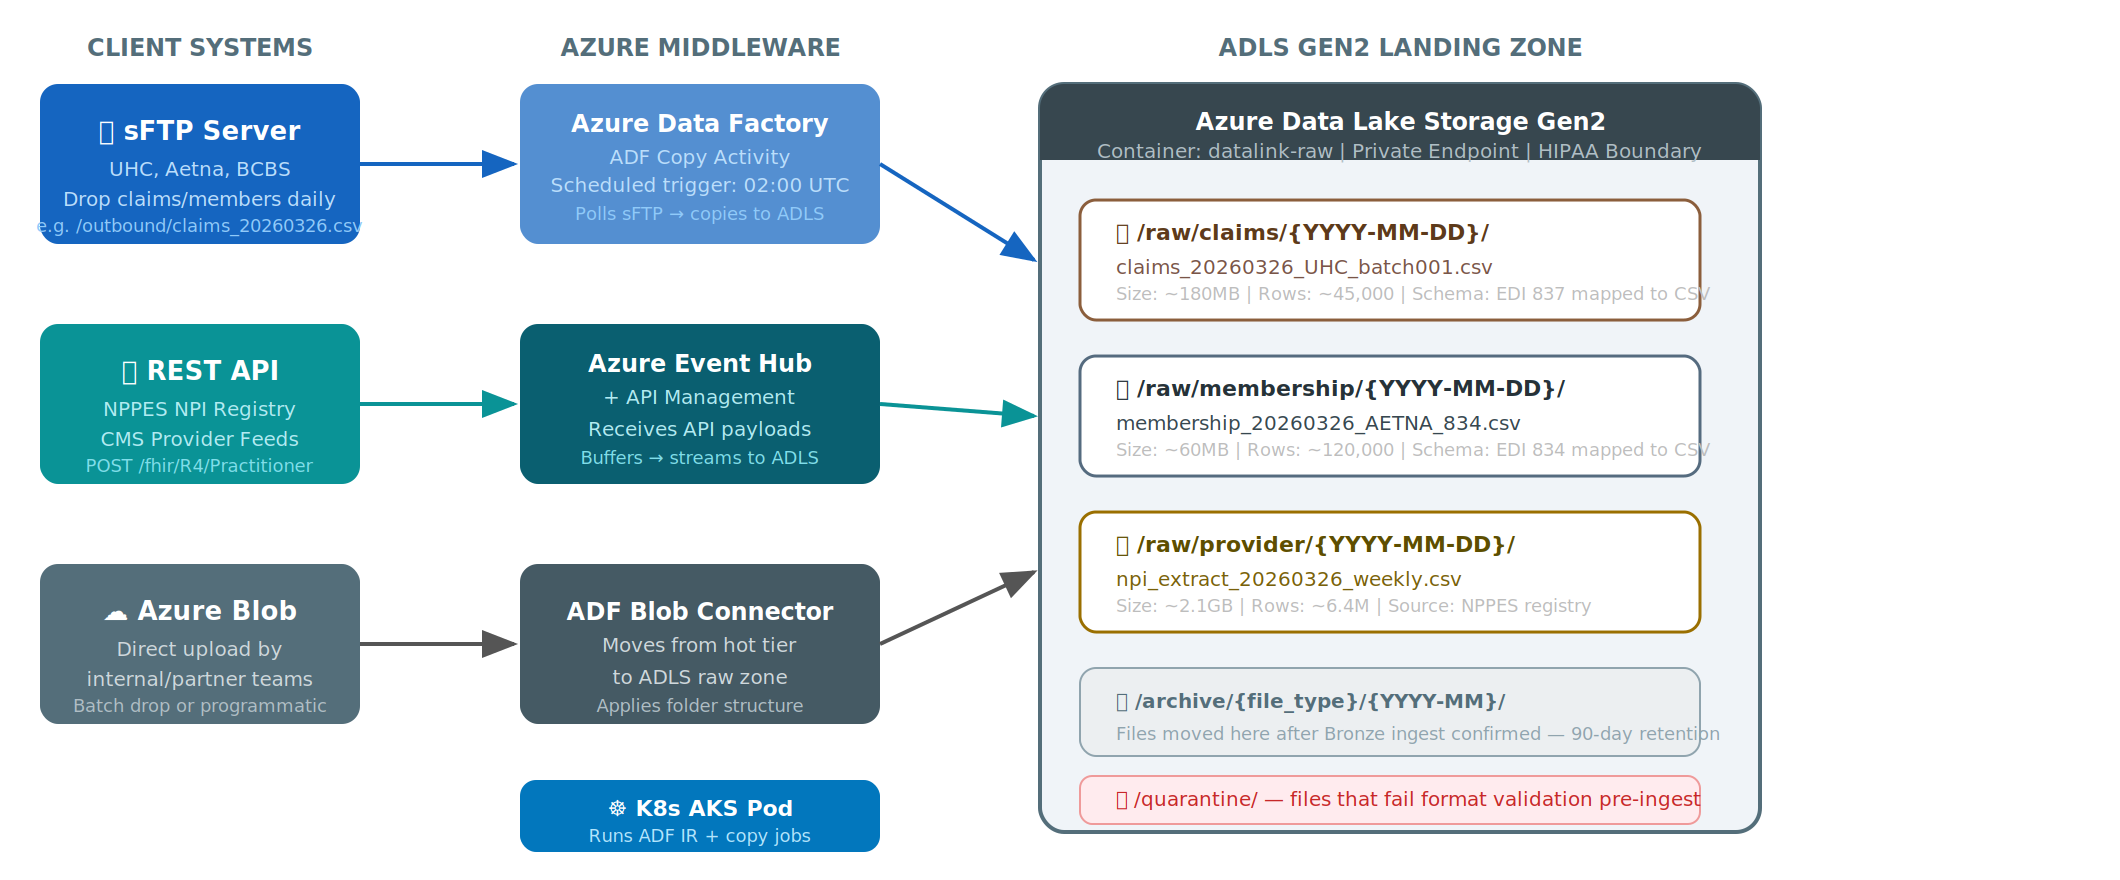 CLIENT SYSTEMS
sFTP Server
UHC, Aetna, BCBS
Drop claims/members daily
e.g. /outbound/claims_20260326.csv
REST API
NPPES NPI Registry
CMS Provider Feeds
POST /fhir/R4/Practitioner
☁ Azure Blob
Direct upload by
internal/partner teams
Batch drop or programmatic
AZURE MIDDLEWARE
Azure Data Factory
ADF Copy Activity
Scheduled trigger: 02:00 UTC
Polls sFTP → copies to ADLS
Azure Event Hub
+ API Management
Receives API payloads
Buffers → streams to ADLS
ADF Blob Connector
Moves from hot tier
to ADLS raw zone
Applies folder structure
☸ K8s AKS Pod
Runs ADF IR + copy jobs
ADLS GEN2 LANDING ZONE
Azure Data Lake Storage Gen2
Container: datalink-raw | Private Endpoint | HIPAA Boundary
/raw/claims/{YYYY-MM-DD}/
claims_20260326_UHC_batch001.csv
Size: ~180MB | Rows: ~45,000 | Schema: EDI 837 mapped to CSV
/raw/membership/{YYYY-MM-DD}/
membership_20260326_AETNA_834.csv
Size: ~60MB | Rows: ~120,000 | Schema: EDI 834 mapped to CSV
/raw/provider/{YYYY-MM-DD}/
npi_extract_20260326_weekly.csv
Size: ~2.1GB | Rows: ~6.4M | Source: NPPES registry
/archive/{file_type}/{YYYY-MM}/
Files moved here after Bronze ingest confirmed — 90-day retention
/quarantine/ — files that fail format validation pre-ingest